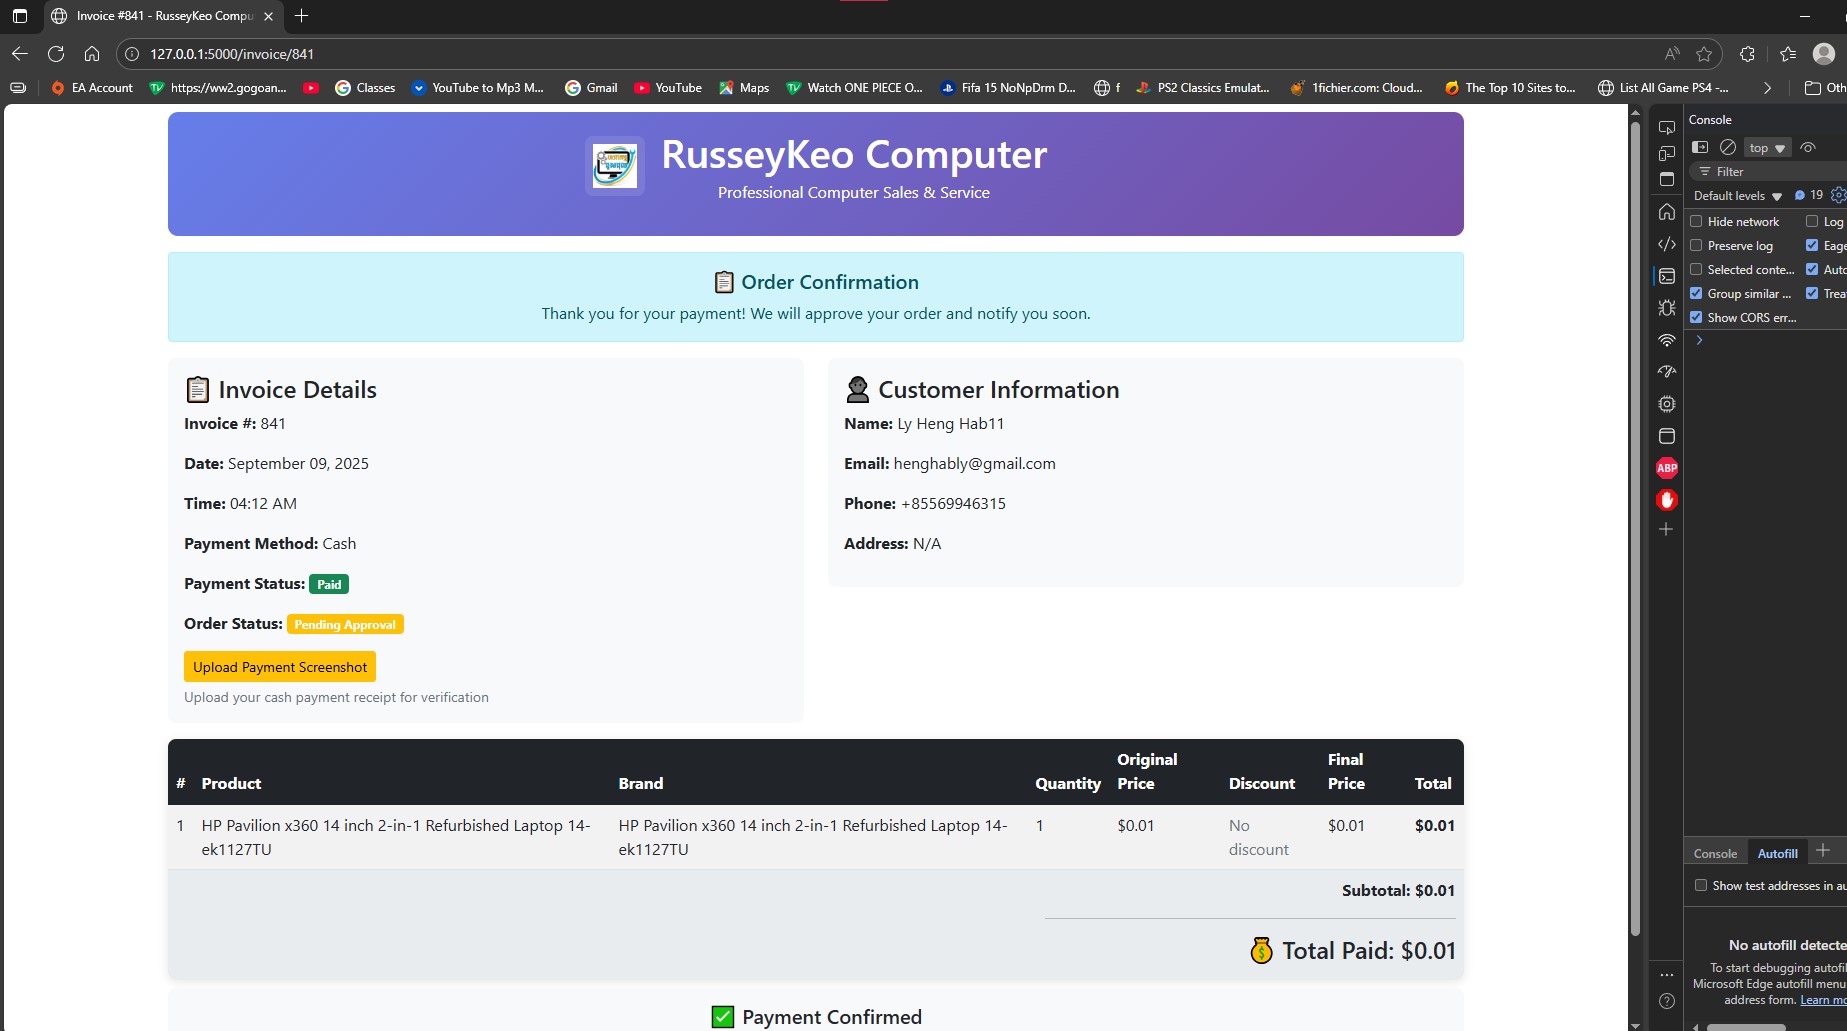 Invoice #841 - RusseyKeo Compu
127.0.0.1:5000/invoice/841
EA Account
https://ww2.gogoan...
Classes
YouTube to Mp3 M...
Gmail
YouTube
Maps
Watch ONE PIECE O...
Fifa 15 NoNpDrm D...
f
PS2 Classics Emulat...
1fichier.com: Cloud...
The Top 10 Sites to...
List All Game PS4 -...
Oth
RusseyKeo Computer
Professional Computer Sales & Service
Order Confirmation
Thank you for your payment! We will approve your order and notify you soon.
Invoice Details
Invoice #: 841
Date: September 09, 2025
Time: 04:12 AM
Payment Method: Cash
Payment Status: Paid
Order Status: Pending Approval
Upload Payment Screenshot
Upload your cash payment receipt for verification
Customer Information
Name: Ly Heng Hab11
Email: henghably@gmail.com
Phone: +85569946315
Address: N/A
# Product Brand Quantity Original Price Discount Final Price Total
1 HP Pavilion x360 14 inch 2-in-1 Refurbished Laptop 14-
ek1127TU
HP Pavilion x360 14 inch 2-in-1 Refurbished Laptop 14-
ek1127TU
1 $0.01 No discount $0.01 $0.01
Subtotal: $0.01
Total Paid: $0.01
Payment Confirmed
Console
top
Filter
Default levels 19
Hide network Log
Preserve log Eage
Selected conte... Auto
Group similar ... Trea
Show CORS err...
ABP
Console Autofill
Show test addresses in au
No autofill detecte
To start debugging autofil
Microsoft Edge autofill menu
address form. Learn mo